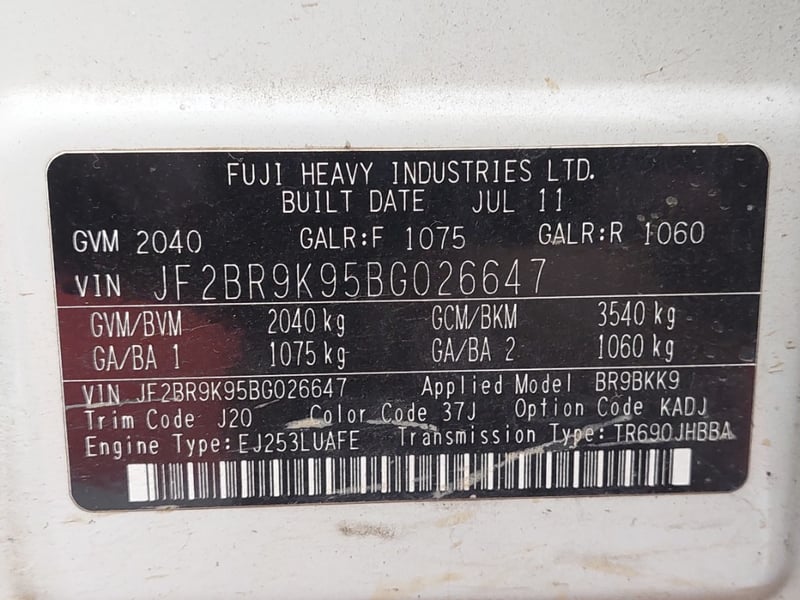 FUJI HEAVY INDUSTRIES LTD.
BUILT DATE JUL 11
GVM 2040 GALR:F 1075 GALR:R 1060
VIN JF2BR9K95BG026647
GVM/BVM 2040 kg GCM/BKM 3540 kg
GA/BA 1 1075 kg GA/BA 2 1060 kg
VIN JF2BR9K95BG026647 Applied Model BR9BKK9
Trim Code J20 Color Code 37J Option Code KADJ
Engine Type:EJ253LUAFE Transmission Type:TR690JHBBA